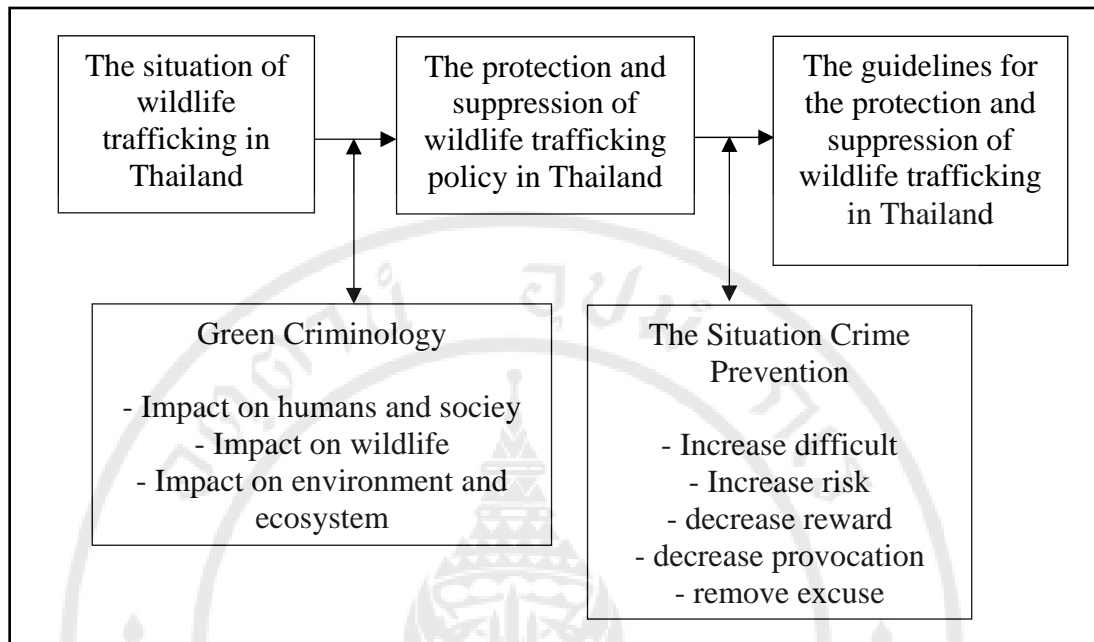 The situation of
wildlife
trafficking in
Thailand
The protection and
suppression of
wildlife trafficking
policy in Thailand
The guidelines for
the protection and
suppression of
wildlife trafficking
in Thailand
Green Criminology
- Impact on humans and sociey
- Impact on wildlife
- Impact on environment and
ecosystem
The Situation Crime
Prevention
- Increase difficult
- Increase risk
- decrease reward
- decrease provocation
- remove excuse